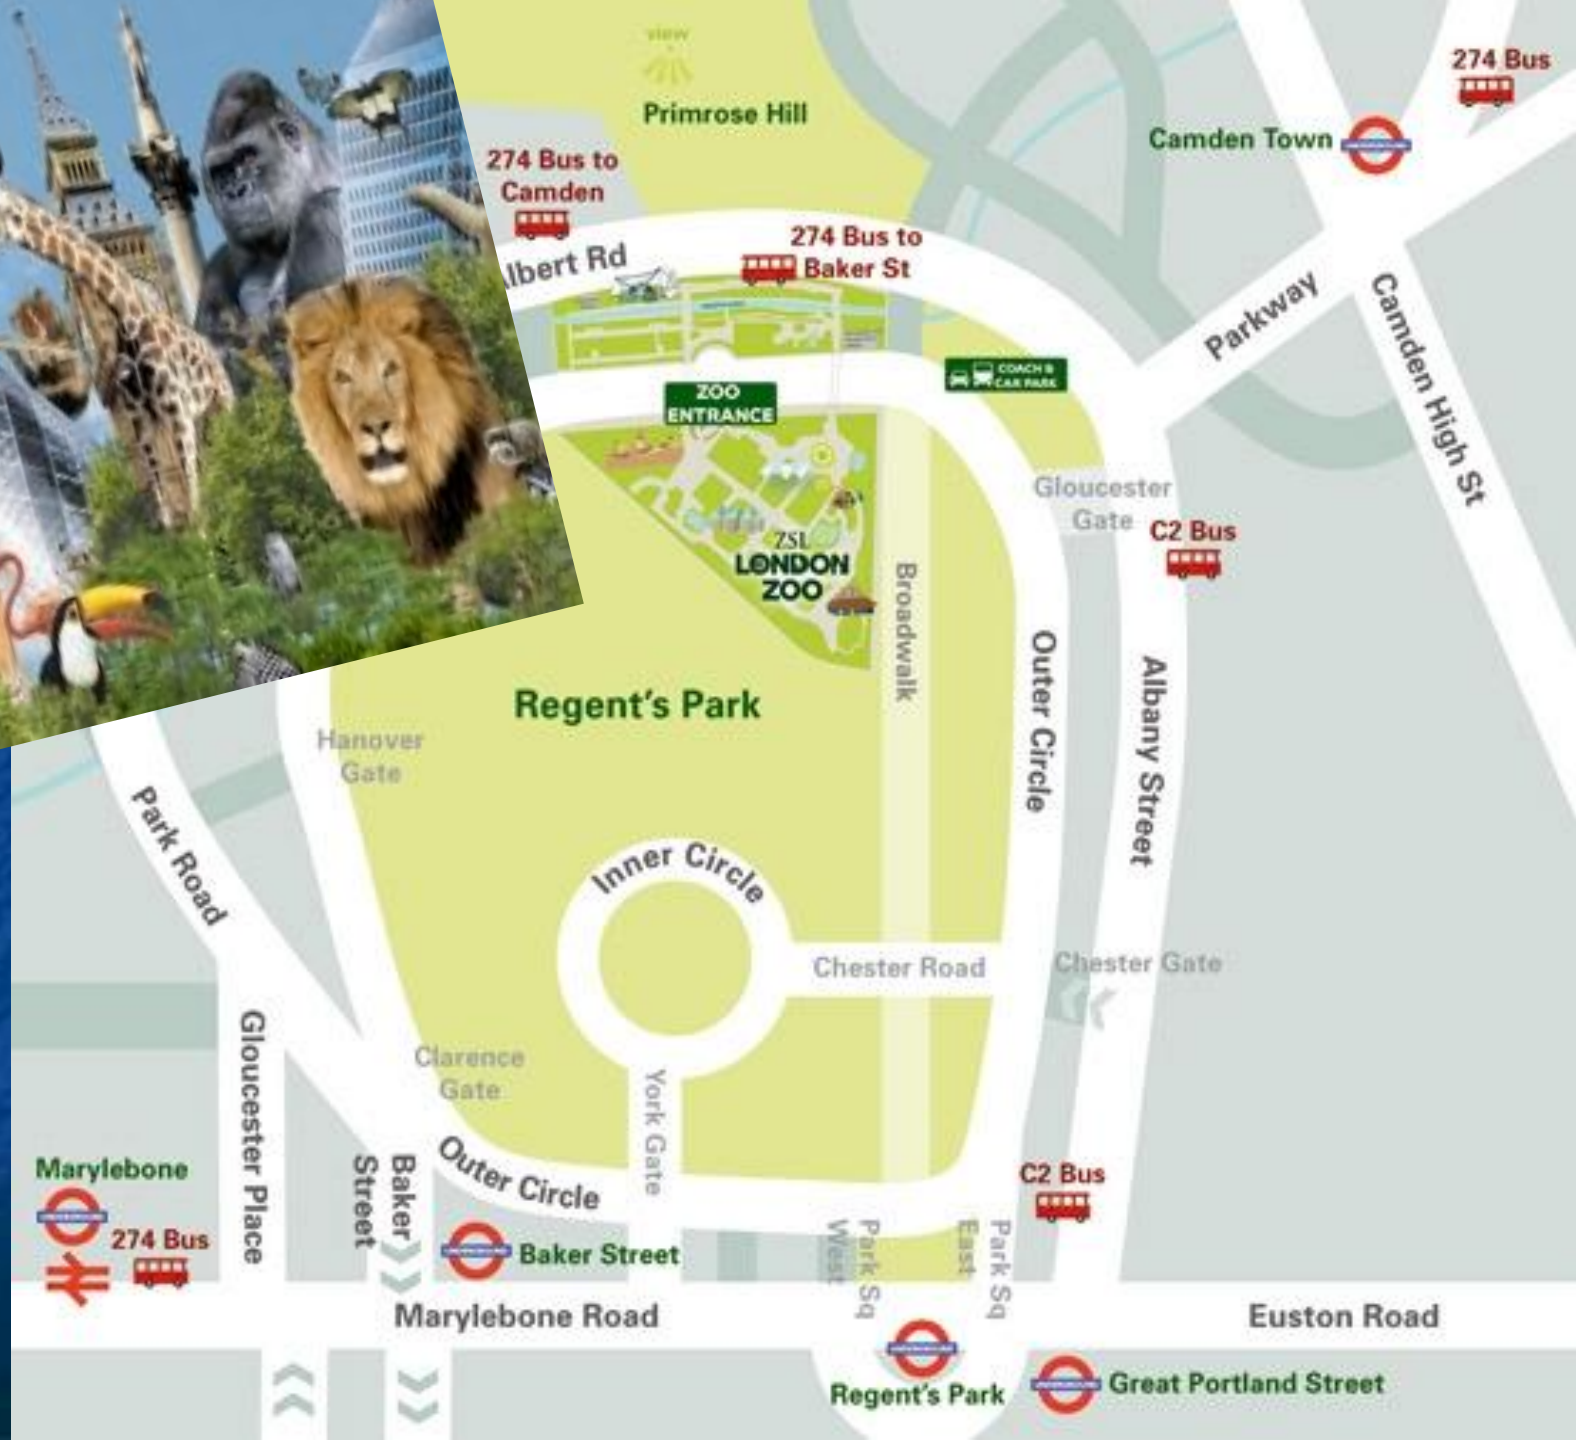 view
Primrose Hill
274 Bus
Camden Town
274 Bus to
Camden
274 Bus to
Baker St
lbert Rd
Parkway
Camden High St
COACH &
CAR PARK
ZOO
ENTRANCE
Gloucester
Gate
C2 Bus
ZSL
LONDON
ZOO
Broadwalk
Outer Circle
Albany Street
Regent's Park
Hanover
Gate
Park Road
Inner Circle
Chester Road
Chester Gate
Clarence
Gate
York Gate
Gloucester Place
Baker
Street
Outer Circle
Marylebone
UNDERGROUND
274 Bus
Baker Street
C2 Bus
Park Sq
West
Park Sq
East
Marylebone Road
Euston Road
Regent's Park
Great Portland Street